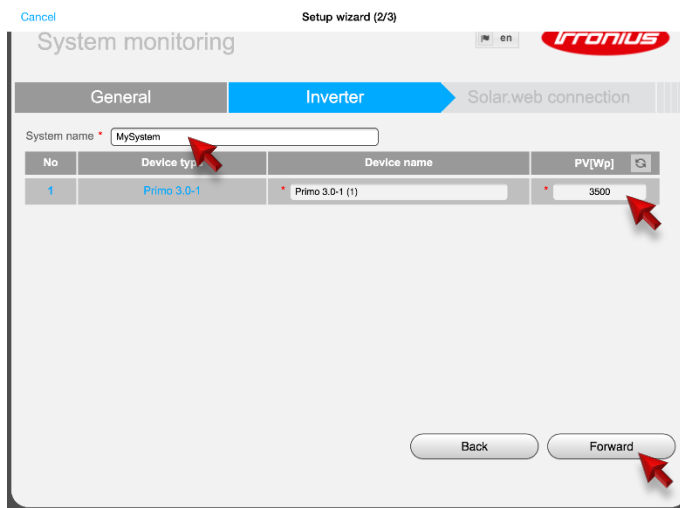 Cancel Setup wizard (2/3)
System monitoring en Fronius
General Inverter Solar.web connection
System name * MySystem
No Device type Device name PV[Wp]
1 Primo 3.0-1 * Primo 3.0-1 (1) * 3500
Back Forward